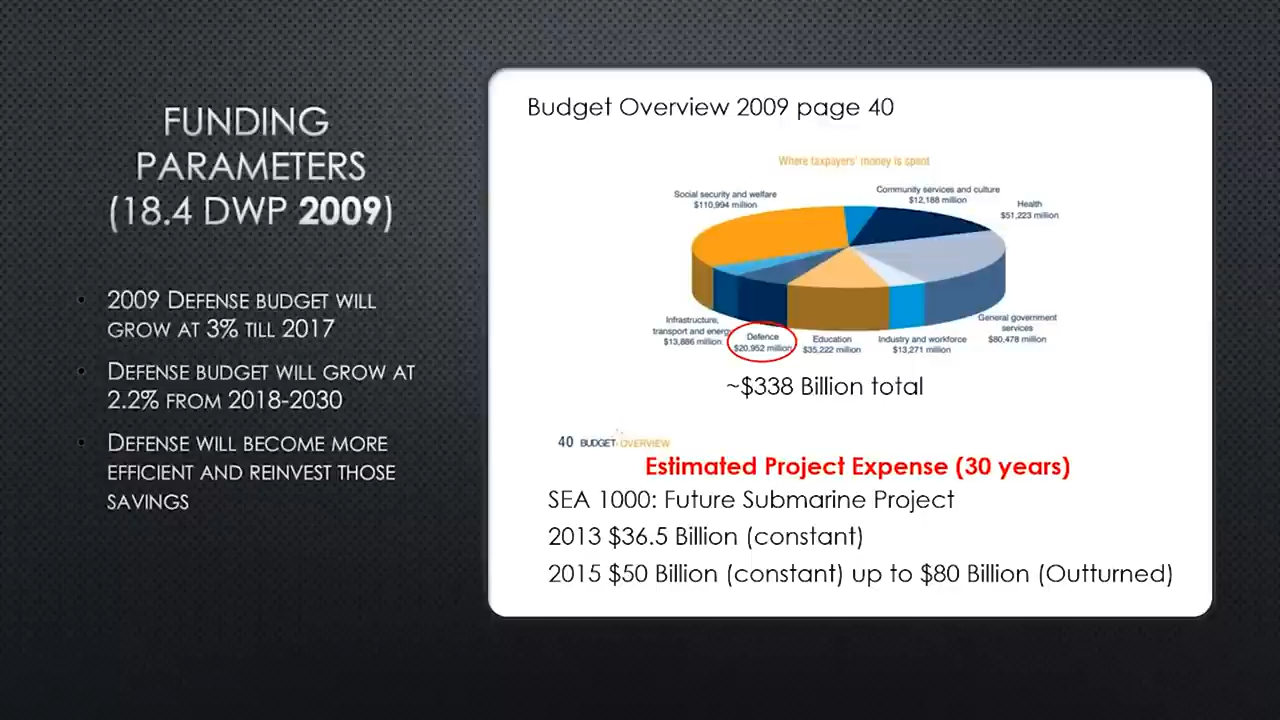 FUNDING
PARAMETERS
(18.4 DWP 2009)
• 2009 DEFENSE BUDGET WILL
GROW AT 3% TILL 2017
• DEFENSE BUDGET WILL GROW AT
2.2% FROM 2018-2030
• DEFENSE WILL BECOME MORE
EFFICIENT AND REINVEST THOSE
SAVINGS
Budget Overview 2009 page 40
Where taxpayers' money is spent
Social security and welfare
$110,994 million
Community services and culture
$12,188 million
Health
$51,223 million
Infrastructure,
transport and energy
$13,886 million
Defence
$20,952 million
Education
$35,222 million
Industry and workforce
$13,271 million
General government
services
$80,478 million
~$338 Billion total
40 BUDGET OVERVIEW
Estimated Project Expense (30 years)
SEA 1000: Future Submarine Project
2013 $36.5 Billion (constant)
2015 $50 Billion (constant) up to $80 Billion (Outturned)